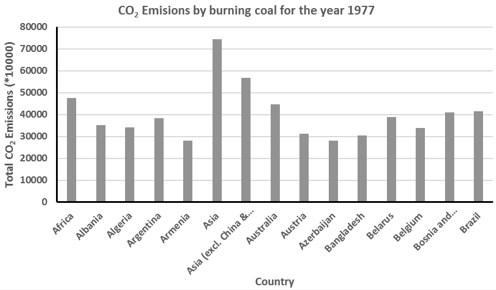 CO2 Emisions by burning coal for the year 1977
Total CO2 Emissions (*10000)
80000
70000
60000
50000
40000
30000
20000
10000
0
Africa
Albania
Algeria
Argentina
Armenia
Asia
Asia (excl. China &...
Australia
Austria
Azerbaijan
Bangladesh
Belarus
Belgium
Bosnia and...
Brazil
Country